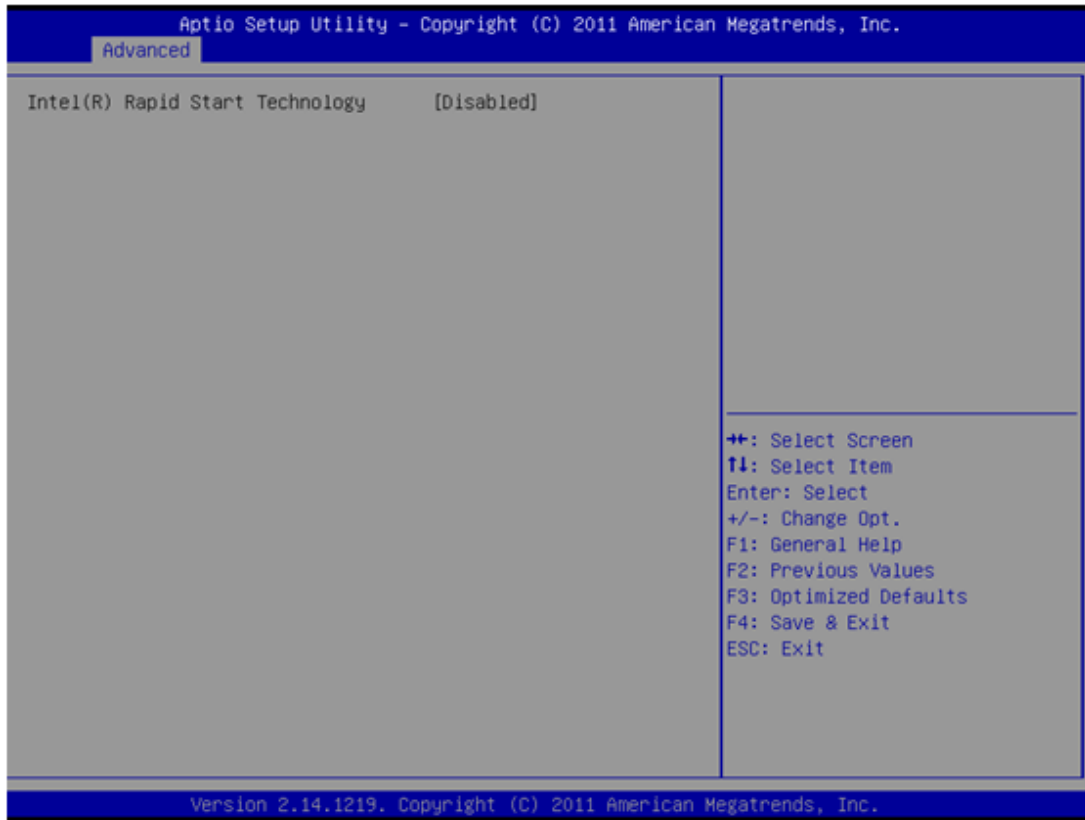 Aptio Setup Utility – Copyright (C) 2011 American Megatrends, Inc.
Advanced
Intel(R) Rapid Start Technology [Disabled]
→←: Select Screen
↑↓: Select Item
Enter: Select
+/-: Change Opt.
F1: General Help
F2: Previous Values
F3: Optimized Defaults
F4: Save & Exit
ESC: Exit
Version 2.14.1219. Copyright (C) 2011 American Megatrends, Inc.